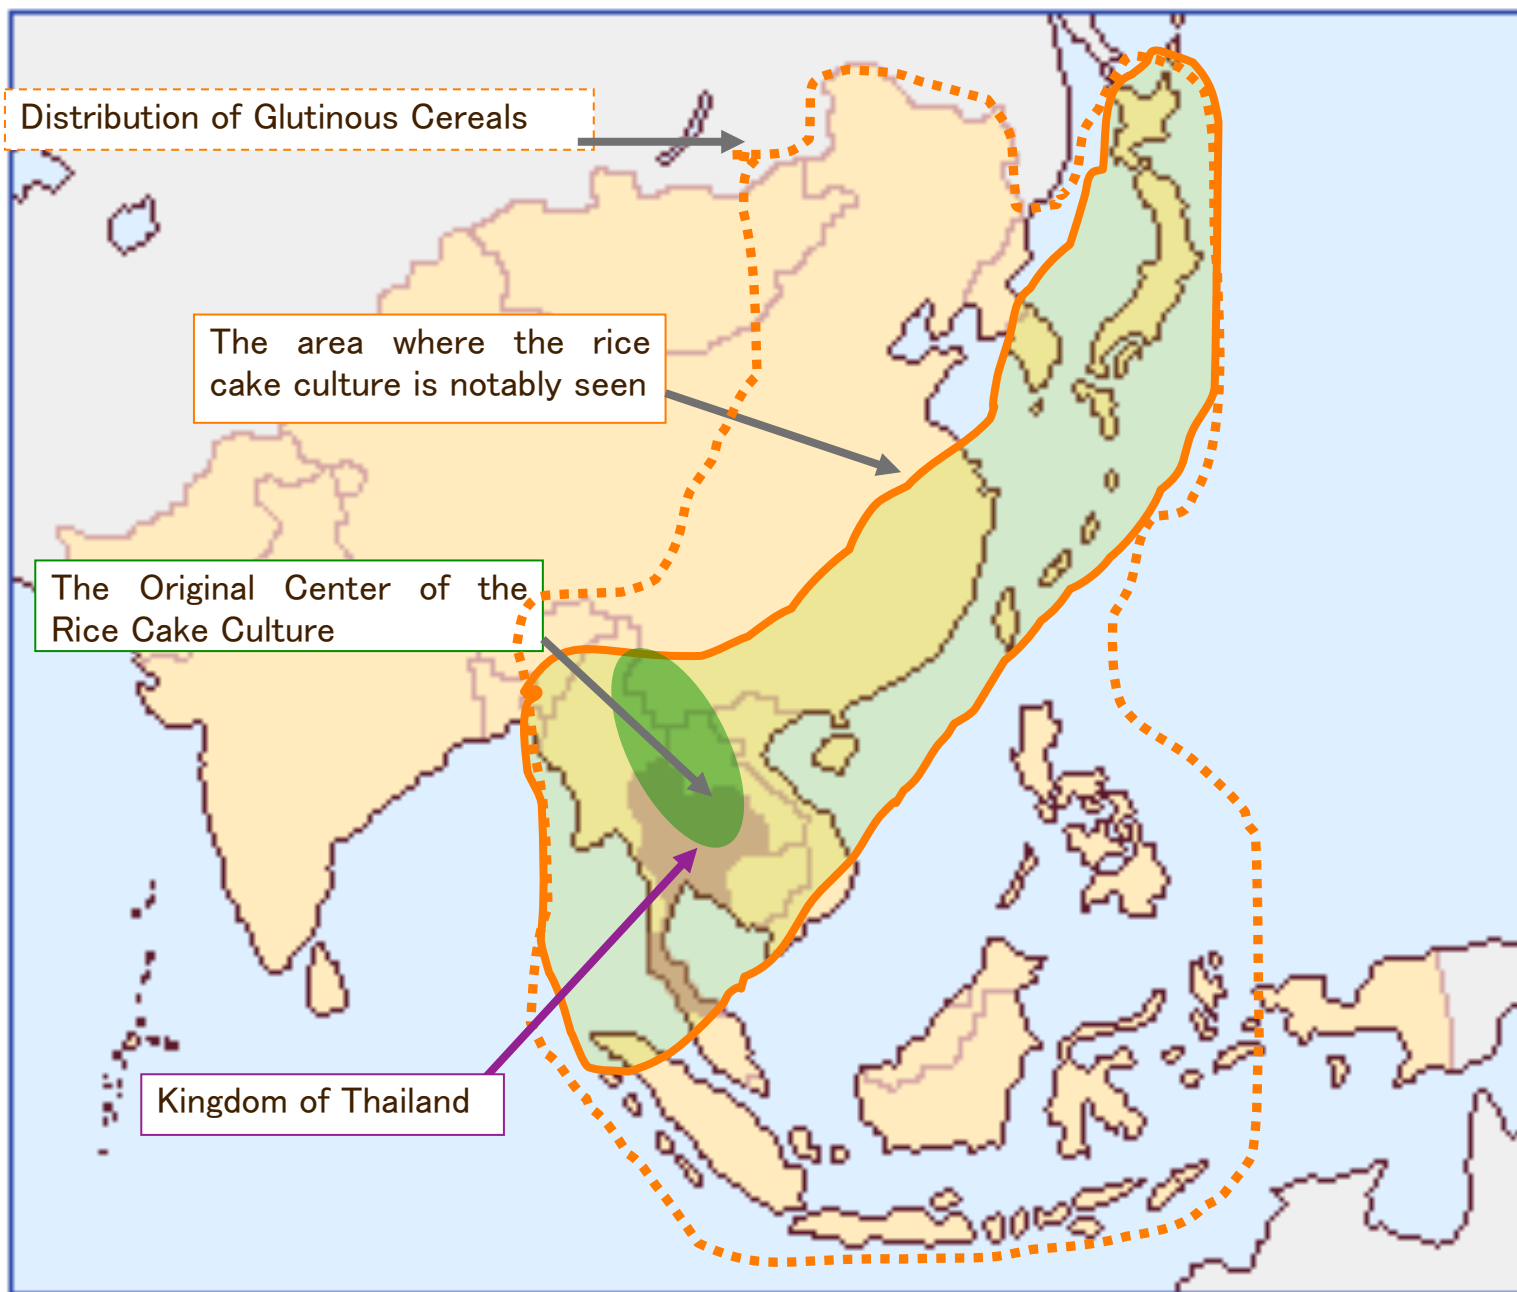 Distribution of Glutinous Cereals
The area where the rice
cake culture is notably seen
The Original Center of the
Rice Cake Culture
Kingdom of Thailand